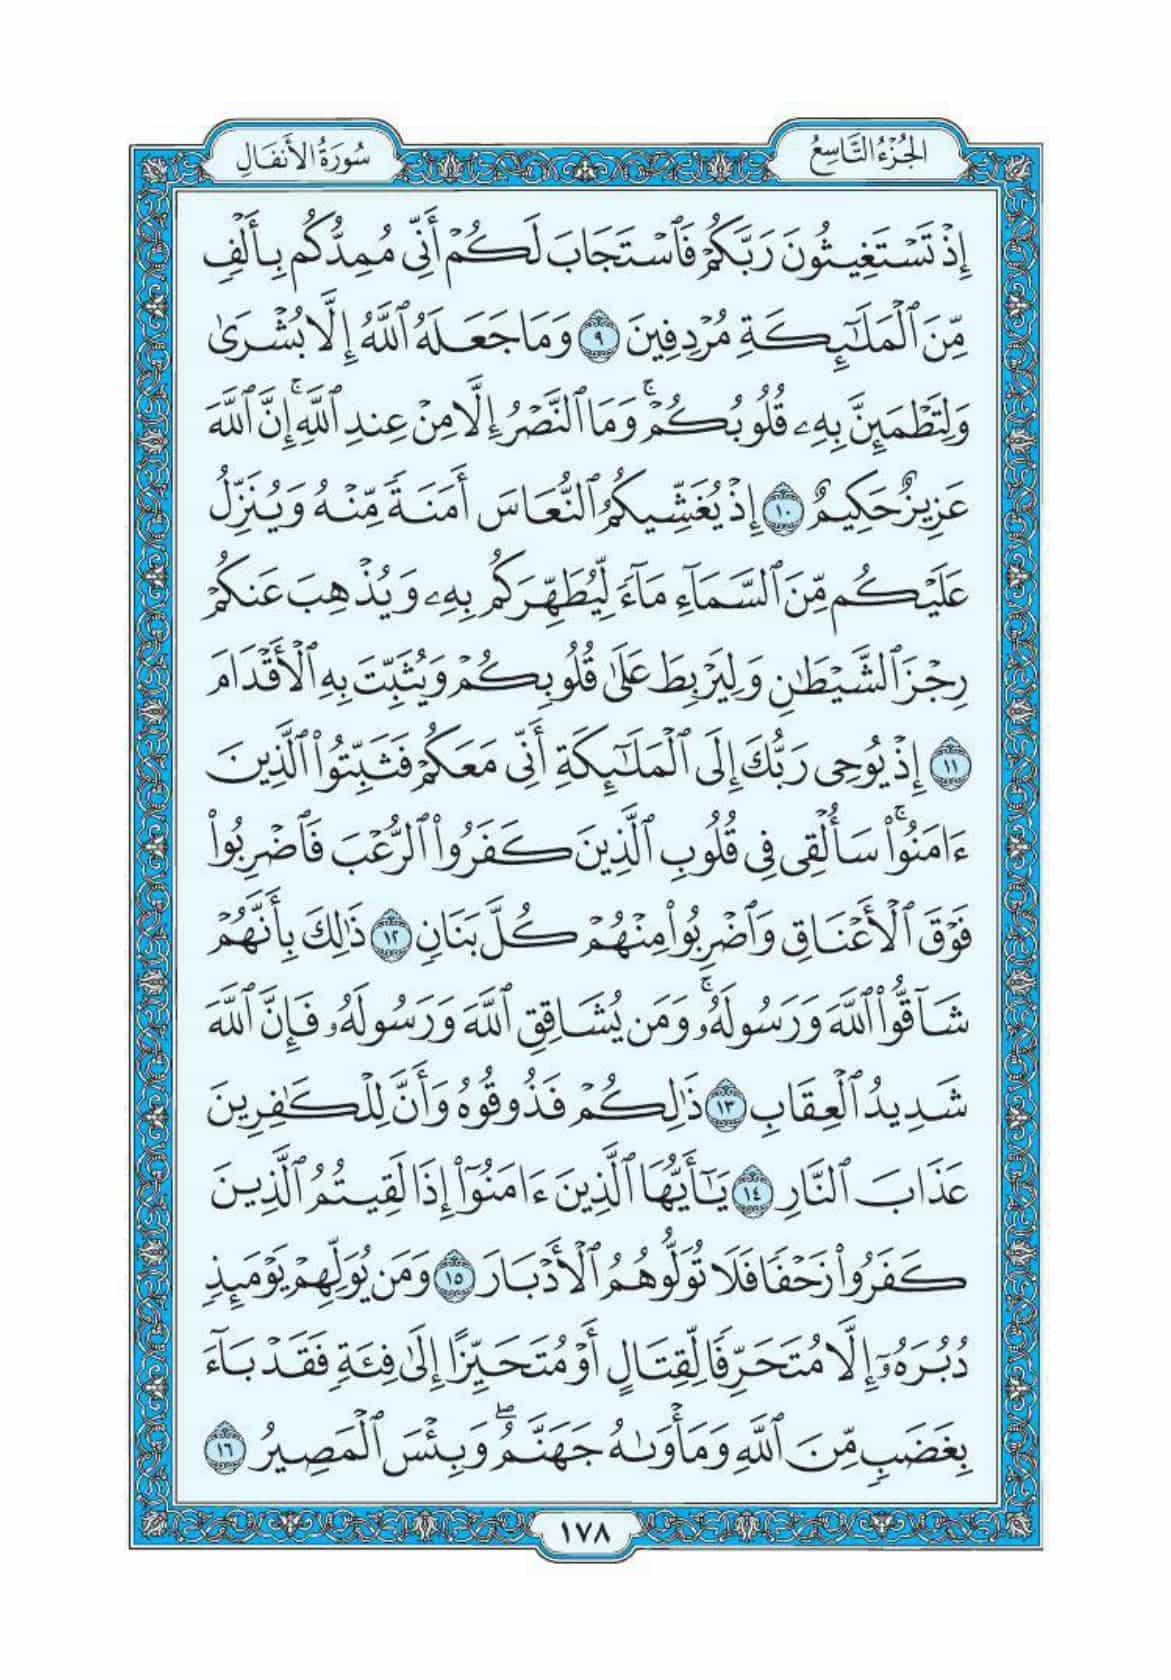 الجُزْءُ التَّاسِعُ
سُورَةُ الأَنفَال
إِذۡ تَسۡتَغِيثُونَ رَبَّكُمۡ فَٱسۡتَجَابَ لَكُمۡ أَنِّي مُمِدُّكُم بِأَلۡفٖ
مِّنَ ٱلۡمَلَٰٓئِكَةِ مُرۡدِفِينَ ٩ وَمَا جَعَلَهُ ٱللَّهُ إِلَّا بُشۡرَىٰ
وَلِتَطۡمَئِنَّ بِهِۦ قُلُوبُكُمۡۚ وَمَا ٱلنَّصۡرُ إِلَّا مِنۡ عِندِ ٱللَّهِۚ إِنَّ ٱللَّهَ
عَزِيزٌ حَكِيمٌ ١٠ إِذۡ يُغَشِّيكُمُ ٱلنُّعَاسَ أَمَنَةٗ مِّنۡهُ وَيُنَزِّلُ
عَلَيۡكُم مِّنَ ٱلسَّمَآءِ مَآءٗ لِّيُطَهِّرَكُم بِهِۦ وَيُذۡهِبَ عَنكُمۡ
رِجۡزَ ٱلشَّيۡطَٰنِ وَلِيَرۡبِطَ عَلَىٰ قُلُوبِكُمۡ وَيُثَبِّتَ بِهِ ٱلۡأَقۡدَامَ
١١ إِذۡ يُوحِي رَبُّكَ إِلَى ٱلۡمَلَٰٓئِكَةِ أَنِّي مَعَكُمۡ فَثَبِّتُواْ ٱلَّذِينَ
ءَامَنُواْۚ سَأُلۡقِي فِي قُلُوبِ ٱلَّذِينَ كَفَرُواْ ٱلرُّعۡبَ فَٱضۡرِبُواْ
فَوۡقَ ٱلۡأَعۡنَاقِ وَٱضۡرِبُواْ مِنۡهُمۡ كُلَّ بَنَانٖ ١٢ ذَٰلِكَ بِأَنَّهُمۡ
شَآقُّواْ ٱللَّهَ وَرَسُولَهُۥۚ وَمَن يُشَاقِقِ ٱللَّهَ وَرَسُولَهُۥ فَإِنَّ ٱللَّهَ
شَدِيدُ ٱلۡعِقَابِ ١٣ ذَٰلِكُمۡ فَذُوقُوهُ وَأَنَّ لِلۡكَٰفِرِينَ
عَذَابَ ٱلنَّارِ ١٤ يَٰٓأَيُّهَا ٱلَّذِينَ ءَامَنُوٓاْ إِذَا لَقِيتُمُ ٱلَّذِينَ
كَفَرُواْ زَحۡفٗا فَلَا تُوَلُّوهُمُ ٱلۡأَدۡبَارَ ١٥ وَمَن يُوَلِّهِمۡ يَوۡمَئِذٖ
دُبُرَهُۥٓ إِلَّا مُتَحَرِّفٗا لِّقِتَالٍ أَوۡ مُتَحَيِّزًا إِلَىٰ فِئَةٖ فَقَدۡ بَآءَ
بِغَضَبٖ مِّنَ ٱللَّهِ وَمَأۡوَىٰهُ جَهَنَّمُۖ وَبِئۡسَ ٱلۡمَصِيرُ ١٦
١٧٨